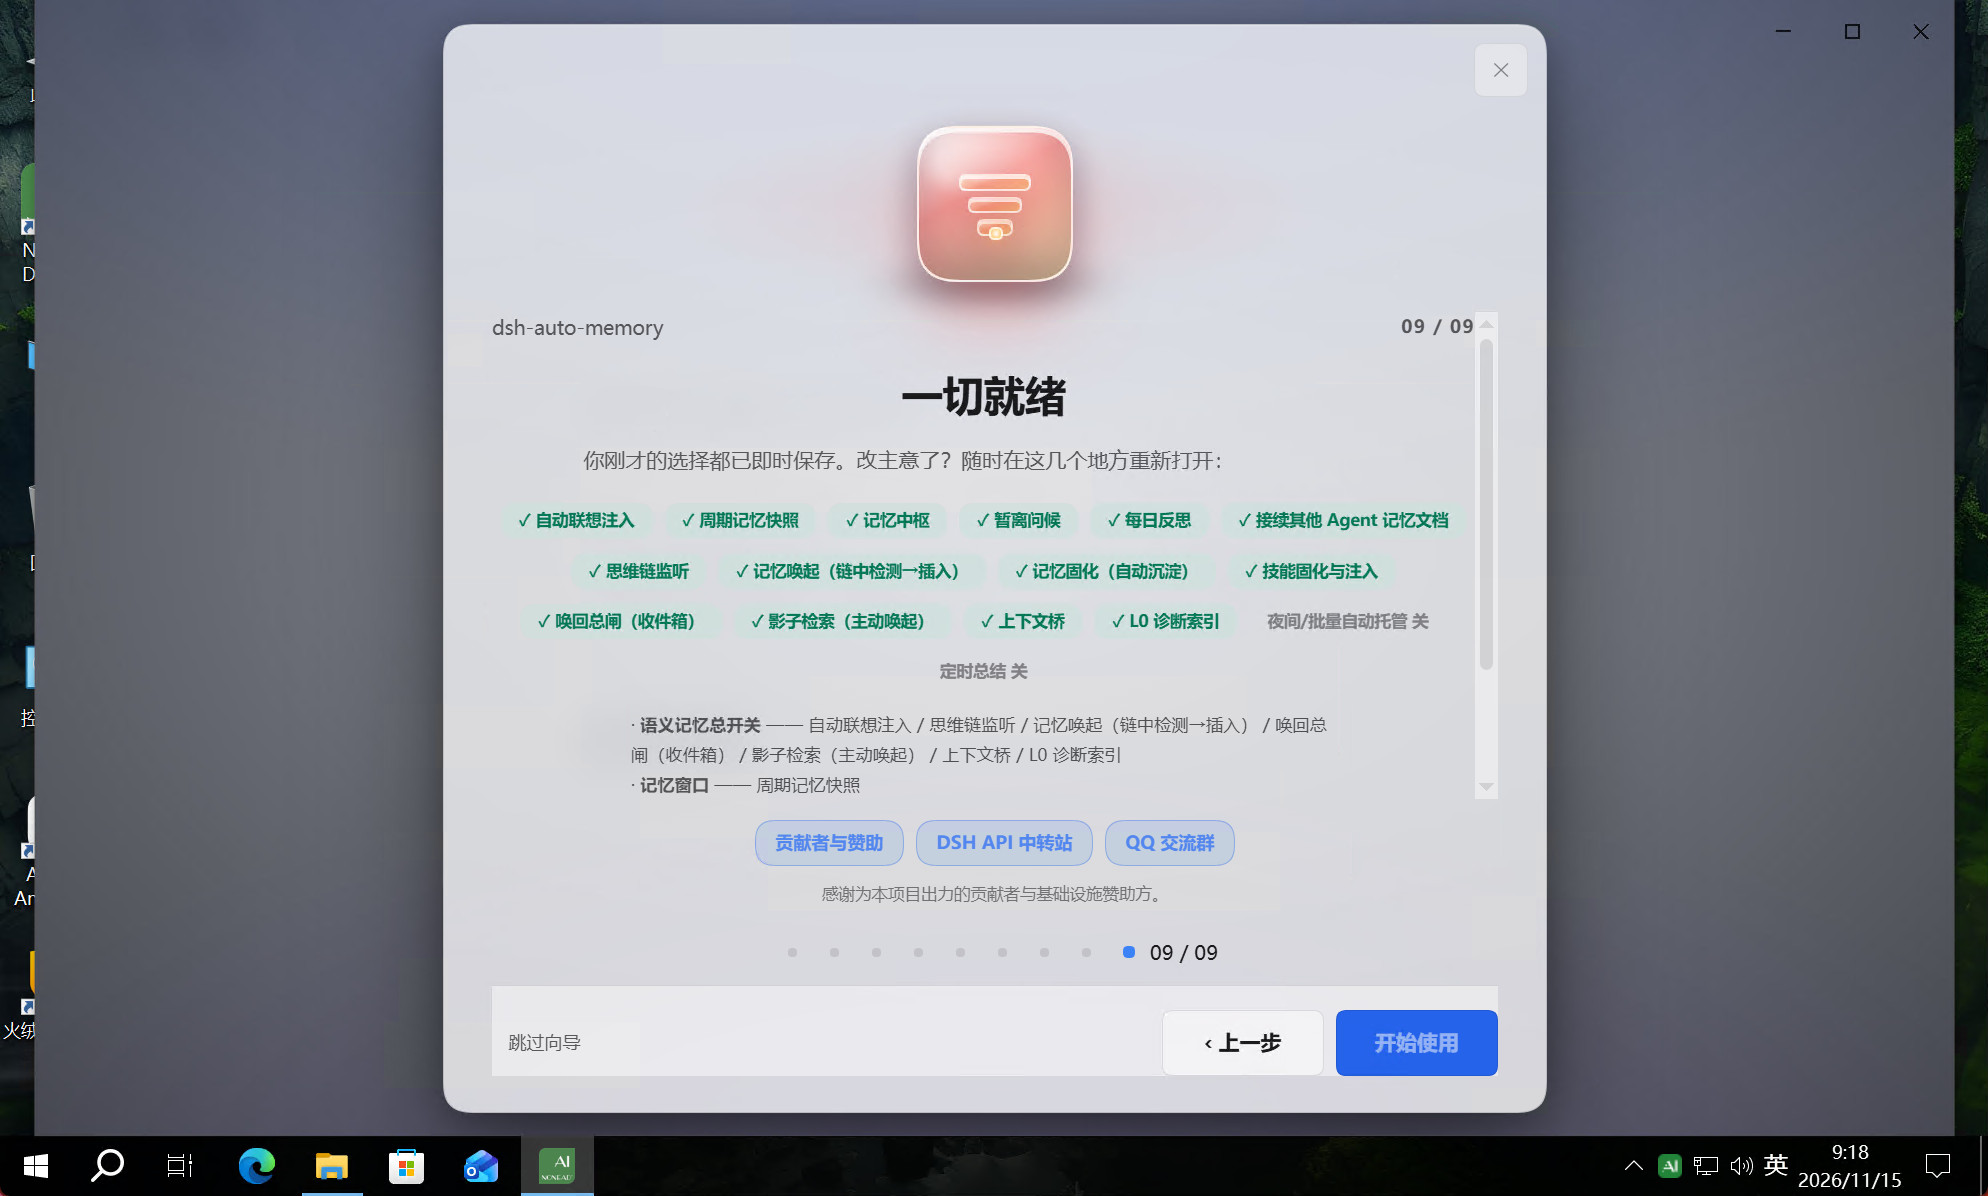 dsh-auto-memory
09 / 09
一切就绪
你刚才的选择都已即时保存。改主意了？随时在这几个地方重新打开：
✓ 自动联想注入 ✓ 周期记忆快照 ✓ 记忆中枢 ✓ 暂离问候 ✓ 每日反思 ✓ 接续其他 Agent 记忆文档
✓ 思维链监听 ✓ 记忆唤起（链中检测→插入） ✓ 记忆固化（自动沉淀） ✓ 技能固化与注入
✓ 唤回总闸（收件箱） ✓ 影子检索（主动唤起） ✓ 上下文桥 ✓ L0 诊断索引 夜间/批量自动托管 关
定时总结 关
· 语义记忆总开关 —— 自动联想注入 / 思维链监听 / 记忆唤起（链中检测→插入） / 唤回总
闸（收件箱） / 影子检索（主动唤起） / 上下文桥 / L0 诊断索引
· 记忆窗口 —— 周期记忆快照
贡献者与赞助 DSH API 中转站 QQ 交流群
感谢为本项目出力的贡献者与基础设施赞助方。
09 / 09
跳过向导
‹ 上一步
开始使用
N
D
控
A
An
火绒
AI
NONEAD
AI
英
9:18
2026/11/15